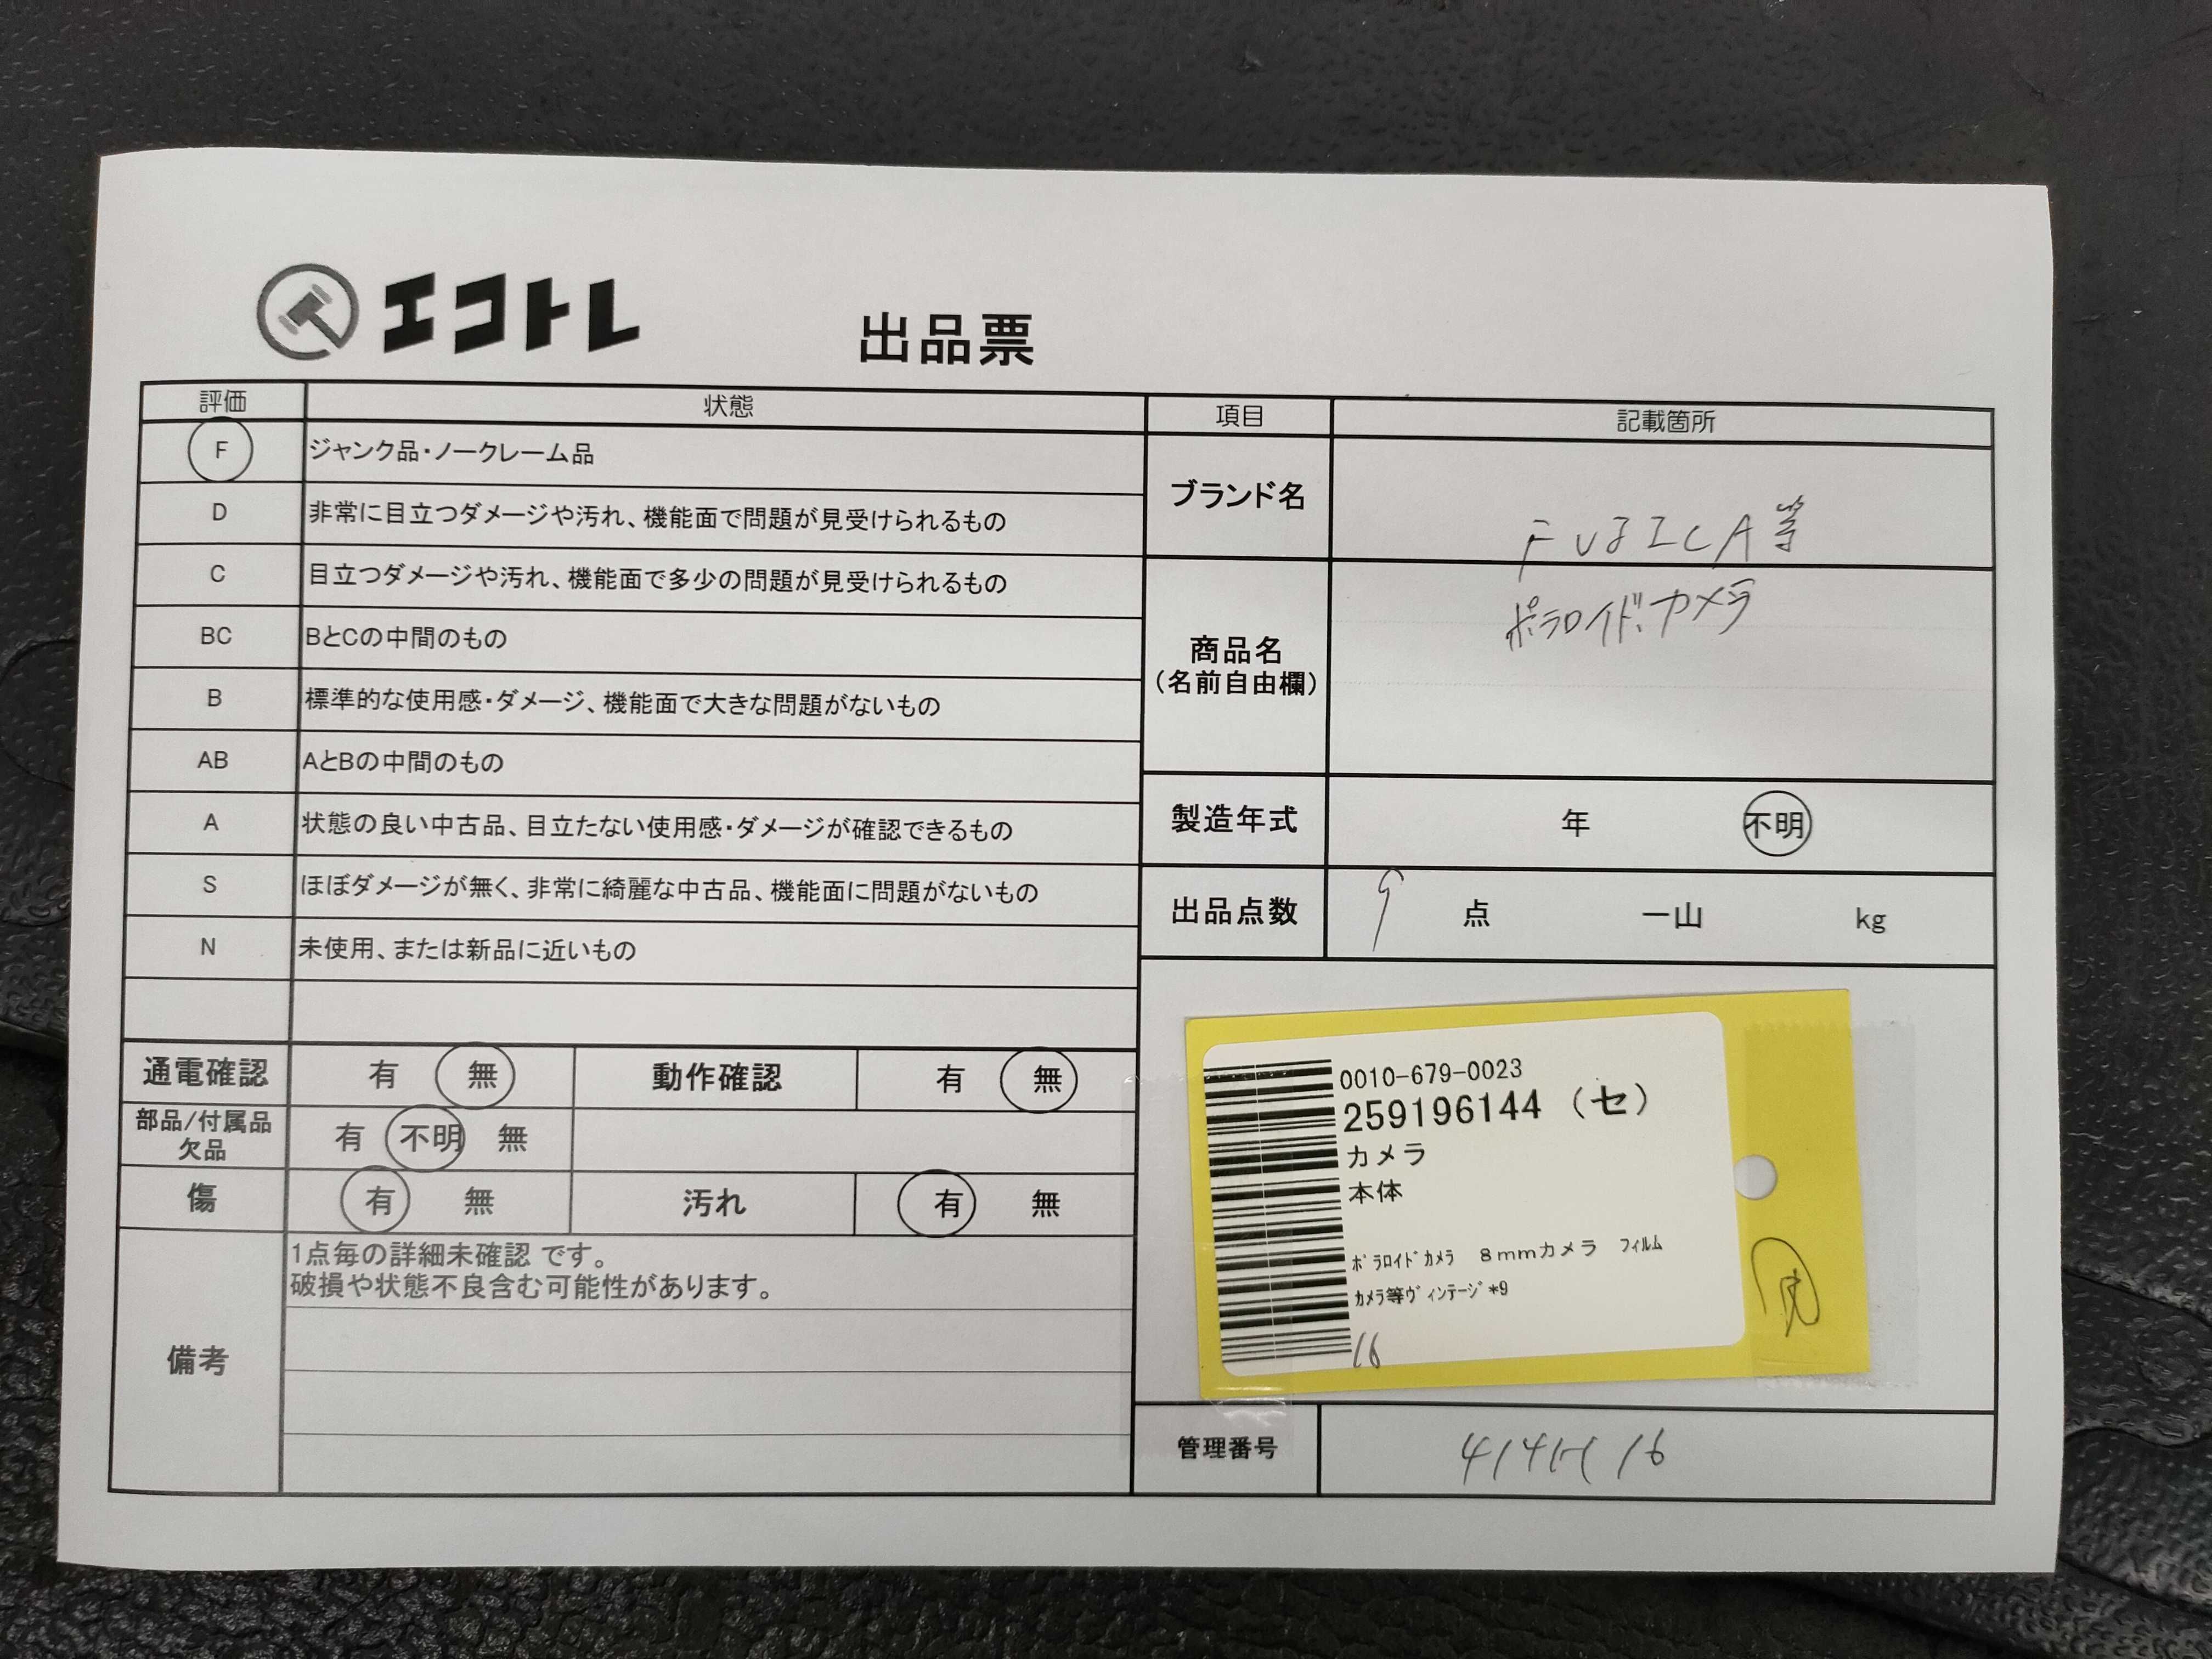 エコトレ
出品票
評価 状態
F ジャンク品・ノークレーム品
D 非常に目立つダメージや汚れ、機能面で問題が見受けられるもの
C 目立つダメージや汚れ、機能面で多少の問題が見受けられるもの
BC BとCの中間のもの
B 標準的な使用感・ダメージ、機能面で大きな問題がないもの
AB AとBの中間のもの
A 状態の良い中古品、目立たない使用感・ダメージが確認できるもの
S ほぼダメージが無く、非常に綺麗な中古品、機能面に問題がないもの
N 未使用、または新品に近いもの
通電確認 有 無 動作確認 有 無
部品/付属品
欠品
有 不明 無
傷 有 無 汚れ 有 無
備考
1点毎の詳細未確認 です。
破損や状態不良含む可能性があります。
項目 記載箇所
ブランド名 FUJICA等
商品名
(名前自由欄)
ポラロイドカメラ
製造年式 年 不明
出品点数 9 点 一山 kg
0010-679-0023
259196144 (セ)
カメラ
本体
ﾎﾟﾗﾛｲﾄﾞｶﾒﾗ 8mmカメラ ﾌｨﾙﾑ
ｶﾒﾗ等ｳﾞｨﾝﾃｰｼﾞ*9
16
管理番号 414H 16